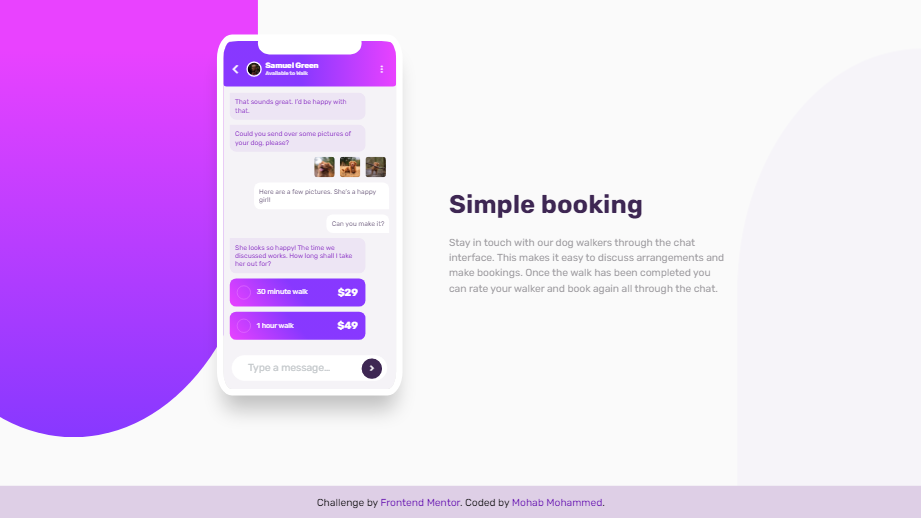 Samuel Green
Available to Walk
That sounds great. I'd be happy with
that.
Could you send over some pictures of
your dog, please?
Here are a few pictures. She's a happy
girl!
Can you make it?
She looks so happy! The time we
discussed works. How long shall I take
her out for?
30 minute walk $29
1 hour walk $49
Type a message...
Simple booking
Stay in touch with our dog walkers through the chat
interface. This makes it easy to discuss arrangements and
make bookings. Once the walk has been completed you
can rate your walker and book again all through the chat.
Challenge by Frontend Mentor. Coded by Mohab Mohammed.